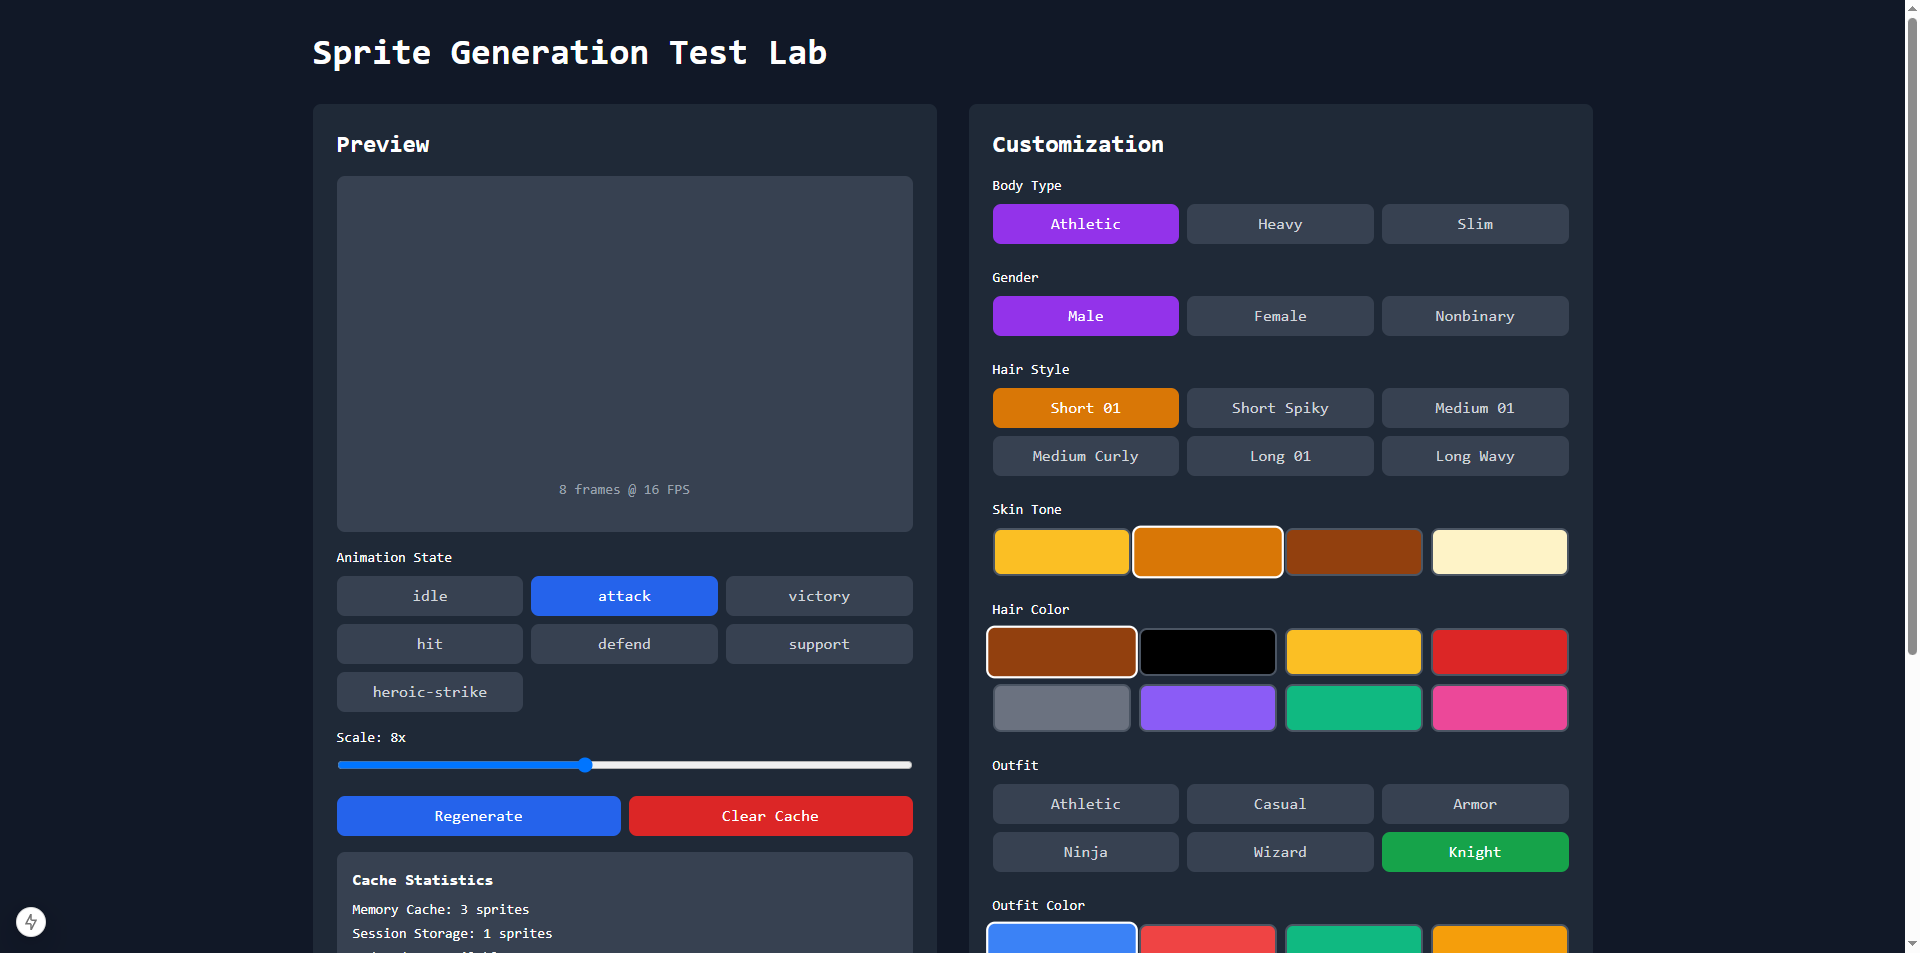 Sprite Generation Test Lab
Preview
8 frames @ 16 FPS
Animation State
idle
attack
victory
hit
defend
support
heroic-strike
Scale: 8x
Regenerate
Clear Cache
Cache Statistics
Memory Cache: 3 sprites
Session Storage: 1 sprites
Customization
Body Type
Athletic
Heavy
Slim
Gender
Male
Female
Nonbinary
Hair Style
Short 01
Short Spiky
Medium 01
Medium Curly
Long 01
Long Wavy
Skin Tone
Hair Color
Outfit
Athletic
Casual
Armor
Ninja
Wizard
Knight
Outfit Color